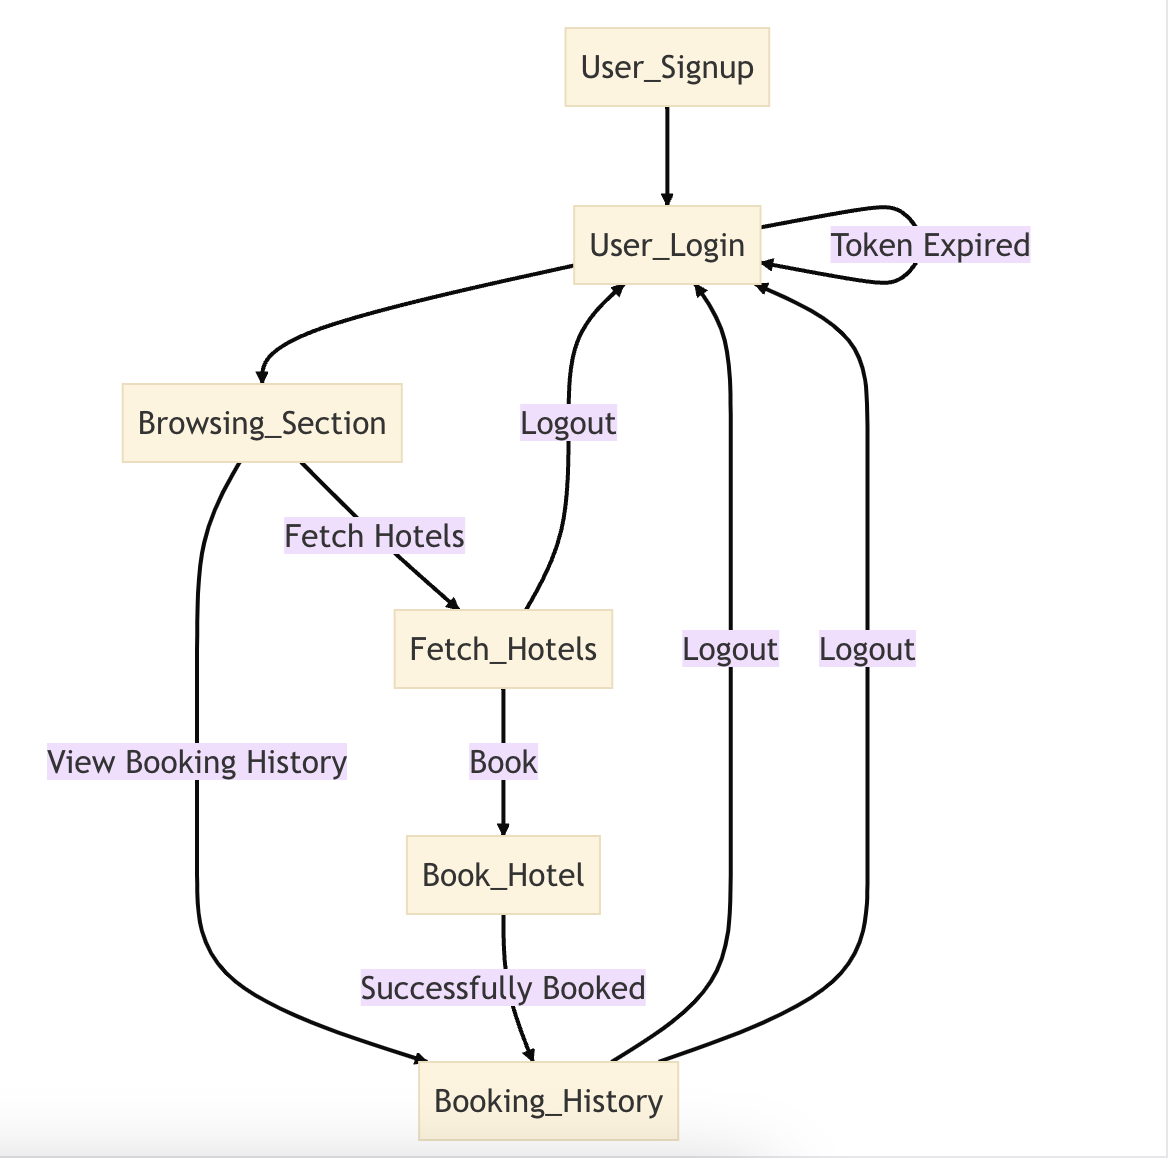 User_Signup
User_Login
Token Expired
Browsing_Section
Logout
Fetch Hotels
Fetch_Hotels
Logout
Logout
View Booking History
Book
Book_Hotel
Successfully Booked
Booking_History